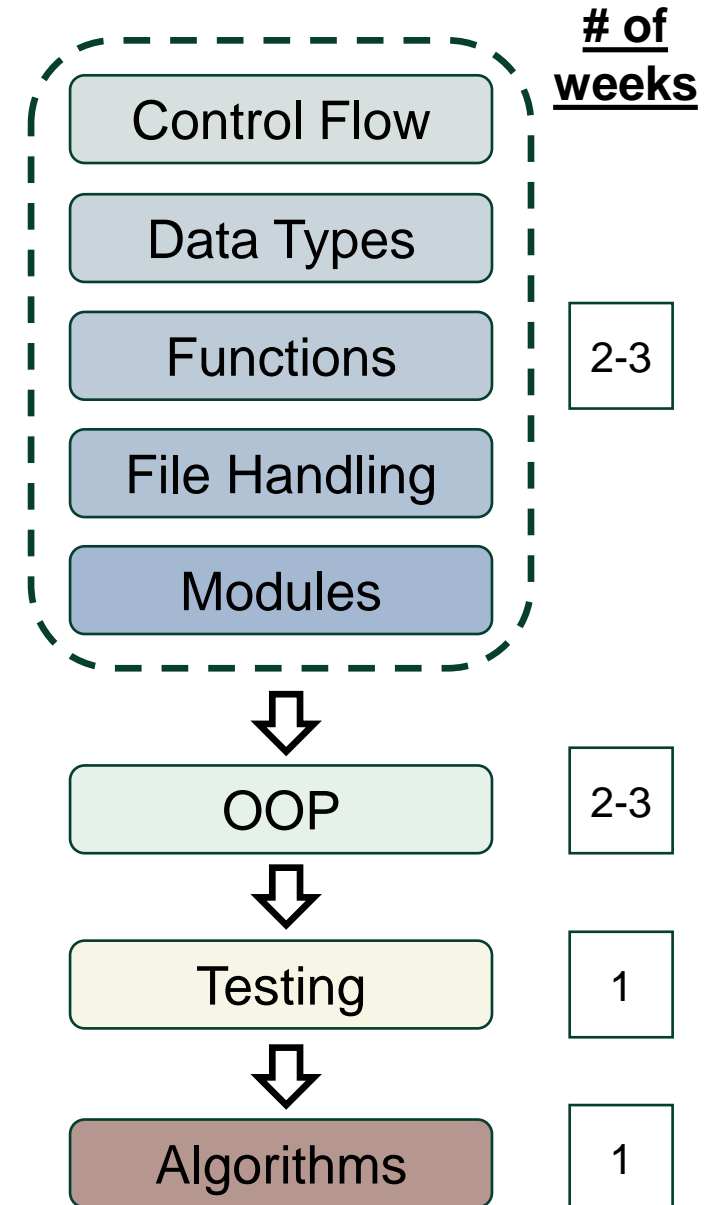 # of
weeks
Control Flow
Data Types
Functions
2-3
File Handling
Modules
OOP
2-3
Testing
1
Algorithms
1